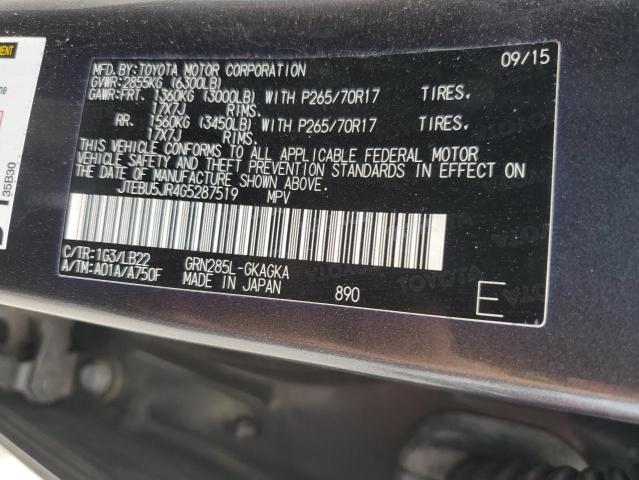 09/15
MFD.BY:TOYOTA MOTOR CORPORATION
GVWR: 2855KG (6300LB)
GAWR:FRT. 1360KG (3000LB) WITH P265/70R17 TIRES,
17X7J RIMS.
RR. 1560KG (3450LB) WITH P265/70R17 TIRES,
17X7J RIMS.
THIS VEHICLE CONFORMS TO ALL APPLICABLE FEDERAL MOTOR
VEHICLE SAFETY AND THEFT PREVENTION STANDARDS IN EFFECT ON
THE DATE OF MANUFACTURE SHOWN ABOVE.
JTEBU5JR4G5287519 MPV
C/TR:1G3/LB22 GRN285L-GKAGKA
A/TM:A01A/A750F MADE IN JAPAN 890 E
35B30